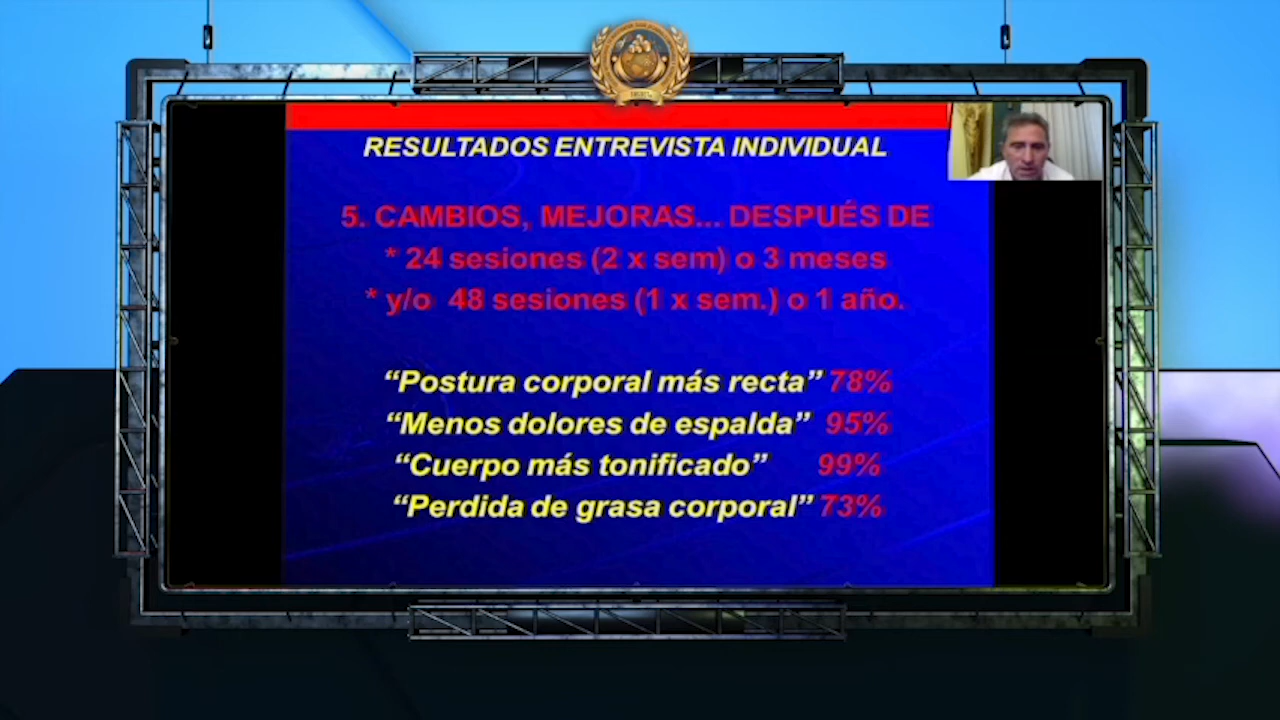 RESULTADOS ENTREVISTA INDIVIDUAL
5. CAMBIOS, MEJORAS... DESPUÉS DE
* 24 sesiones (2 x sem) o 3 meses
* y/o 48 sesiones (1 x sem.) o 1 año.
“Postura corporal más recta” 78%
“Menos dolores de espalda” 95%
“Cuerpo más tonificado” 99%
“Perdida de grasa corporal” 73%